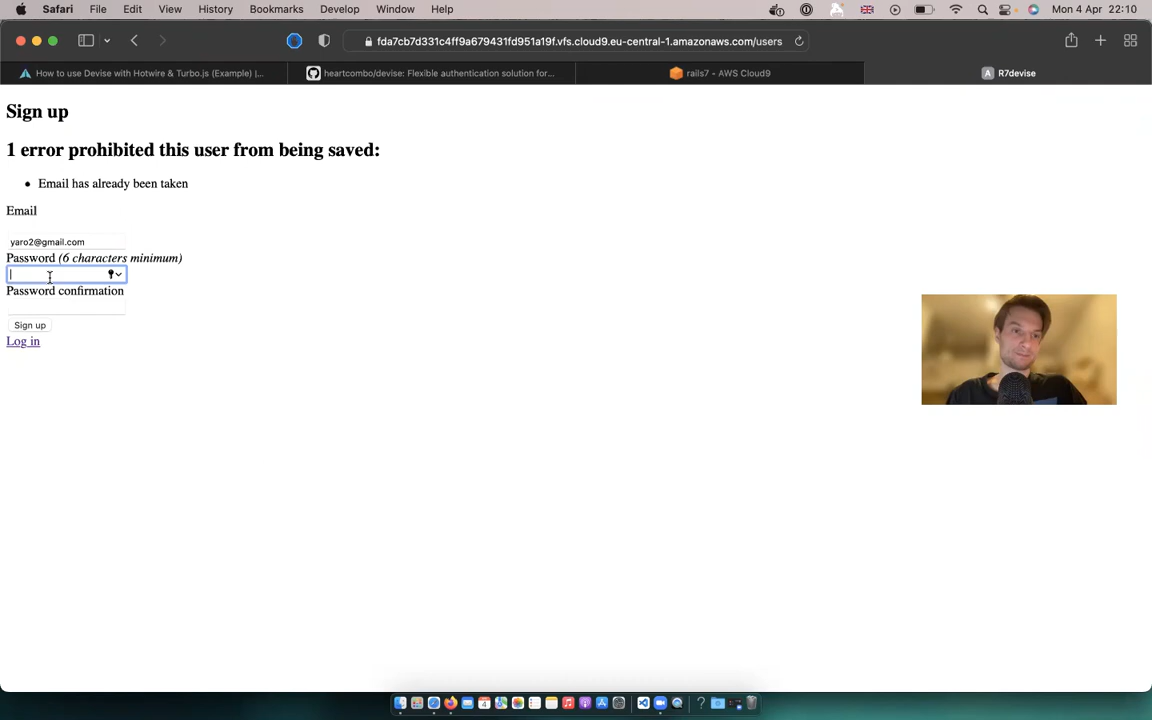 Safari File Edit View History Bookmarks Develop Window Help Mon 4 Apr 22:10
fda7cb7d331c4ff9a679431fd951a19f.vfs.cloud9.eu-central-1.amazonaws.com/users
How to use Devise with Hotwire & Turbo.js (Example) |... heartcombo/devise: Flexible authentication solution for... rails7 - AWS Cloud9 A R7devise
Sign up
1 error prohibited this user from being saved:
• Email has already been taken
Email
yaro2@gmail.com
Password (6 characters minimum)
Password confirmation
Sign up
Log in